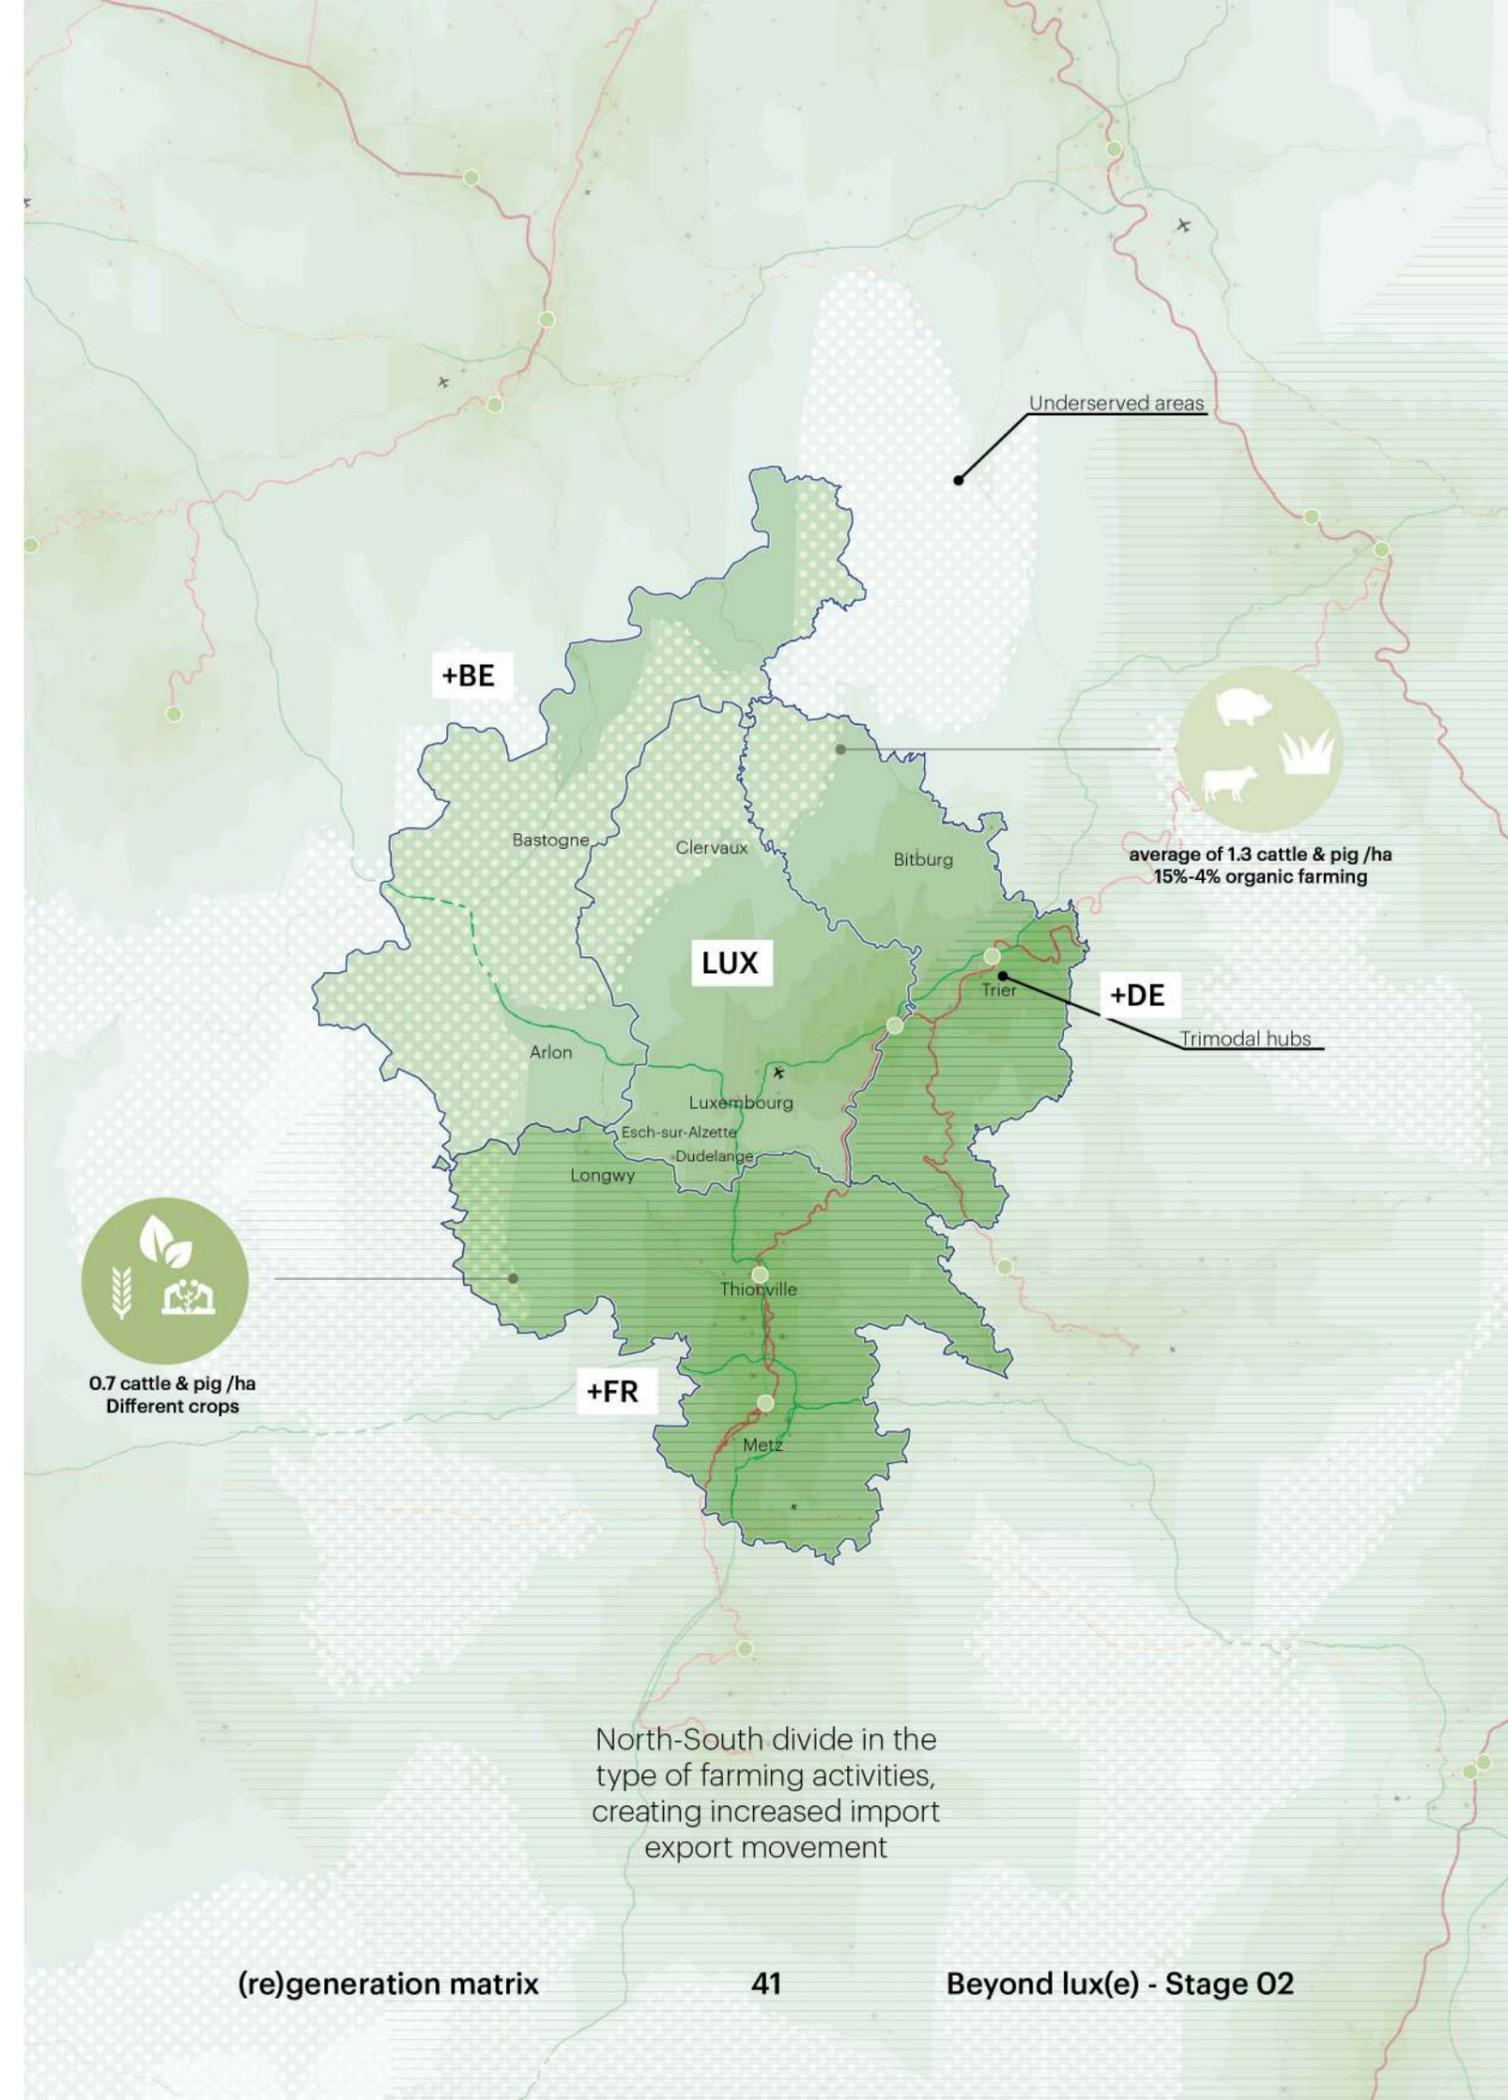 Underserved areas
+BE
average of 1.3 cattle & pig /ha
15%-4% organic farming
Bastogne
Clervaux
Bitburg
LUX
Trier
+DE
Trimodal hubs
Arlon
Luxembourg
Esch-sur-Alzette
Dudelange
Longwy
Thionville
0.7 cattle & pig /ha
Different crops
+FR
Metz
North-South divide in the
type of farming activities,
creating increased import
export movement
(re)generation matrix
41
Beyond lux(e) - Stage 02